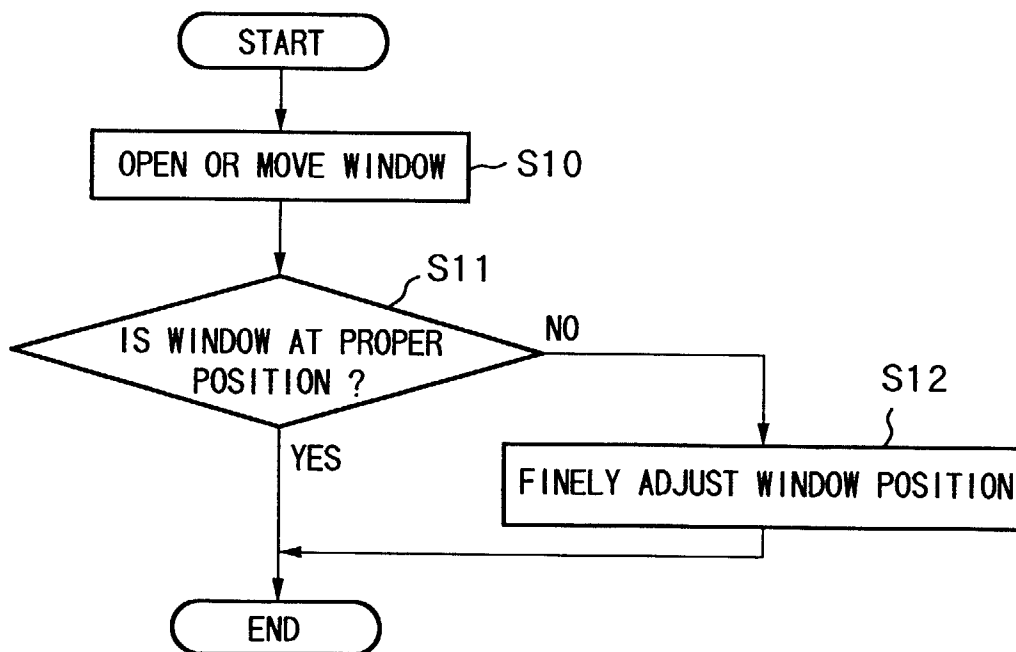 START
OPEN OR MOVE WINDOW
S10
S11
IS WINDOW AT PROPER
POSITION ?
NO
S12
YES
FINELY ADJUST WINDOW POSITION
END